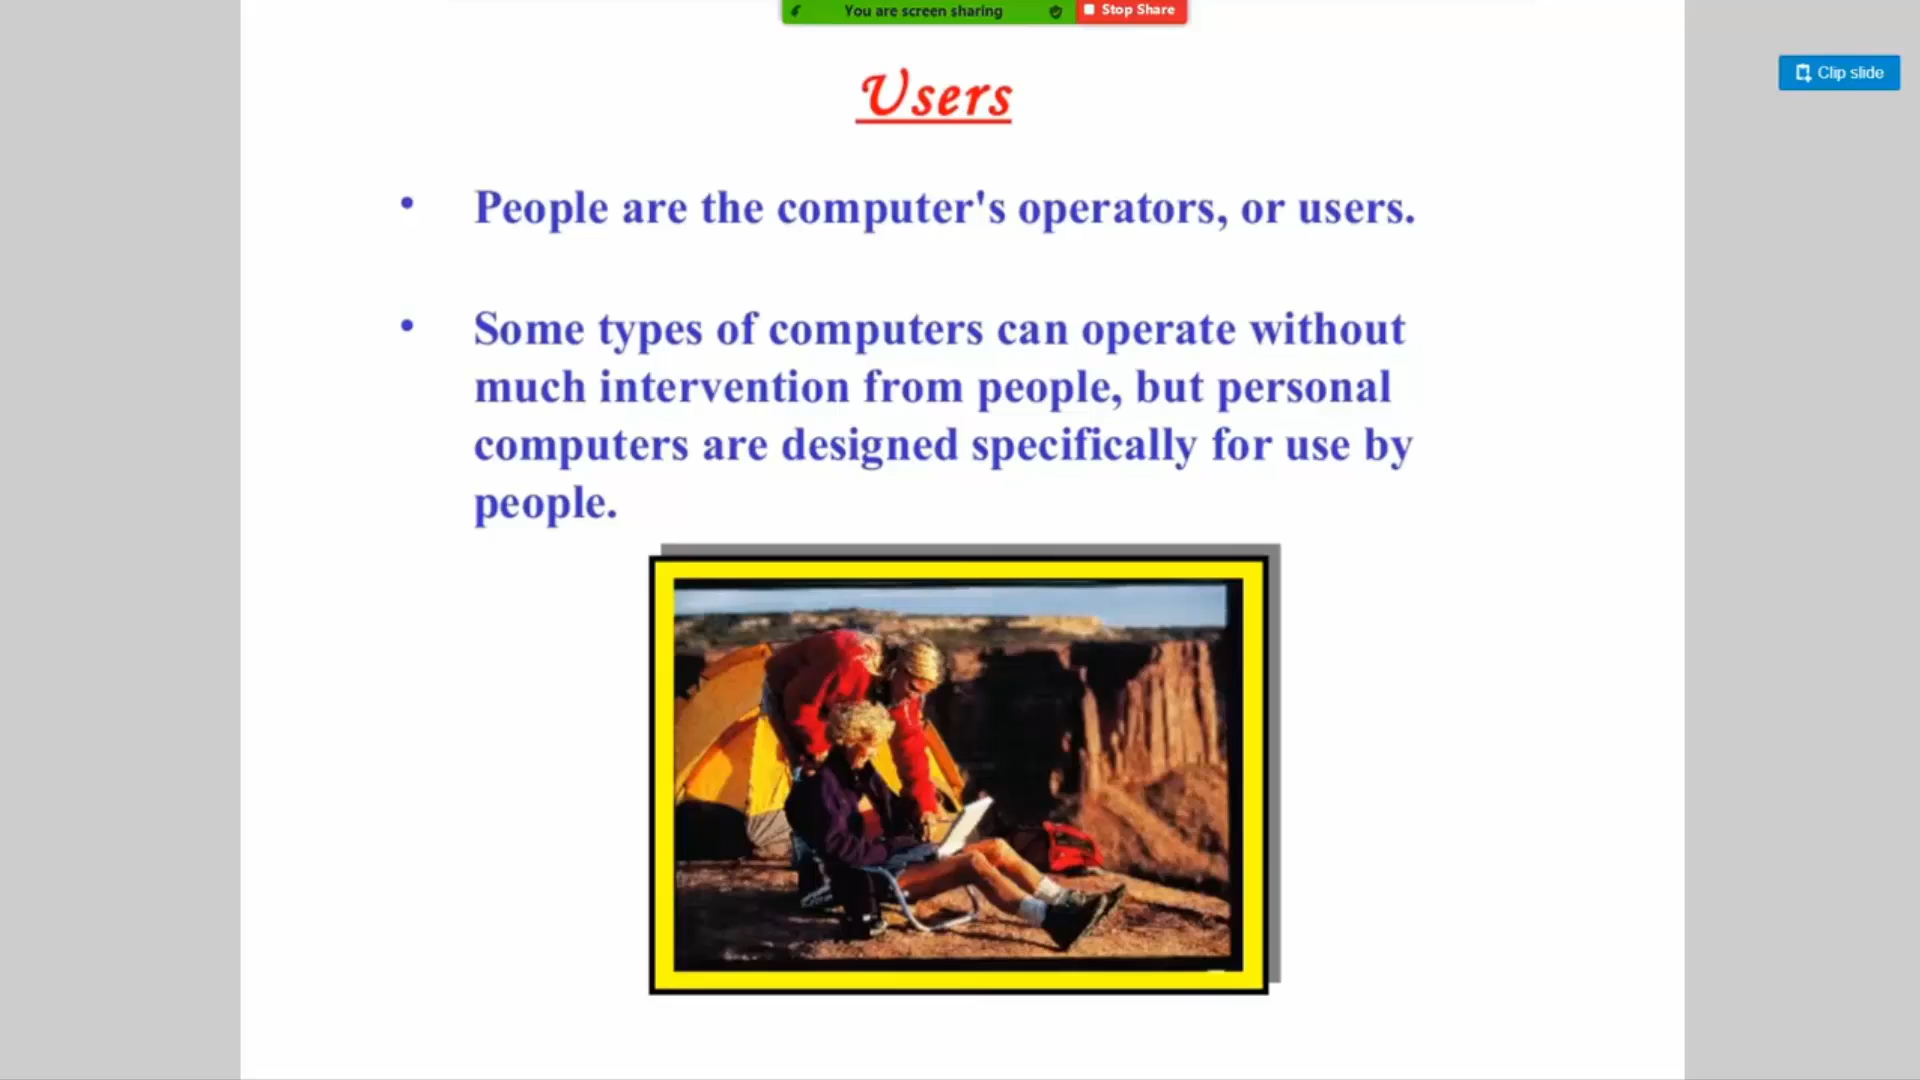 You are screen sharing
Stop Share
Clip slide
Users
• People are the computer's operators, or users.
• Some types of computers can operate without
much intervention from people, but personal
computers are designed specifically for use by
people.